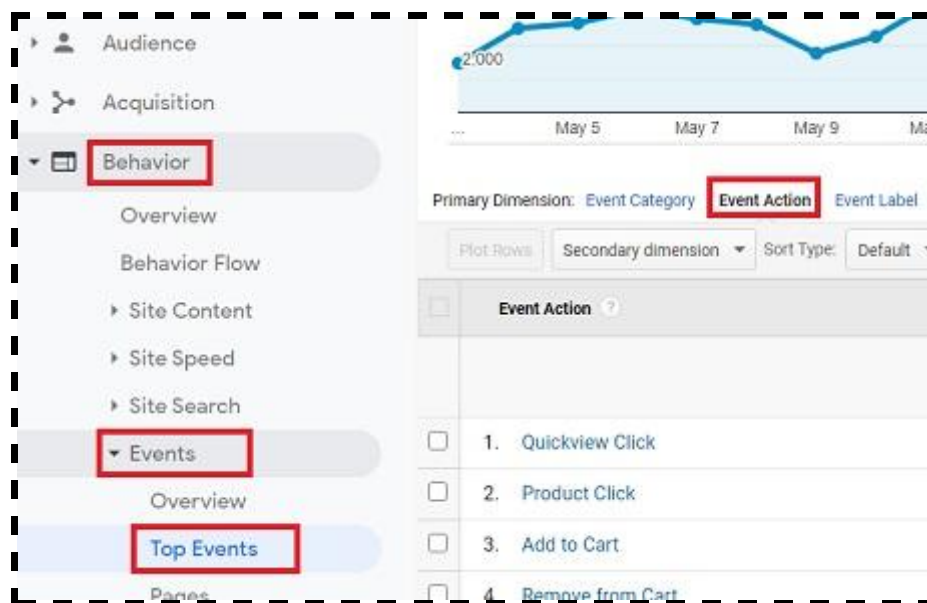 Audience
Acquisition
Behavior
Overview
Behavior Flow
Site Content
Site Speed
Site Search
Events
Overview
Top Events
Pages
2,000
... May 5 May 7 May 9
Primary Dimension: Event Category Event Action Event Label
Plot Rows Secondary dimension Sort Type: Default
Event Action ?
1. Quickview Click
2. Product Click
3. Add to Cart
4. Remove from Cart